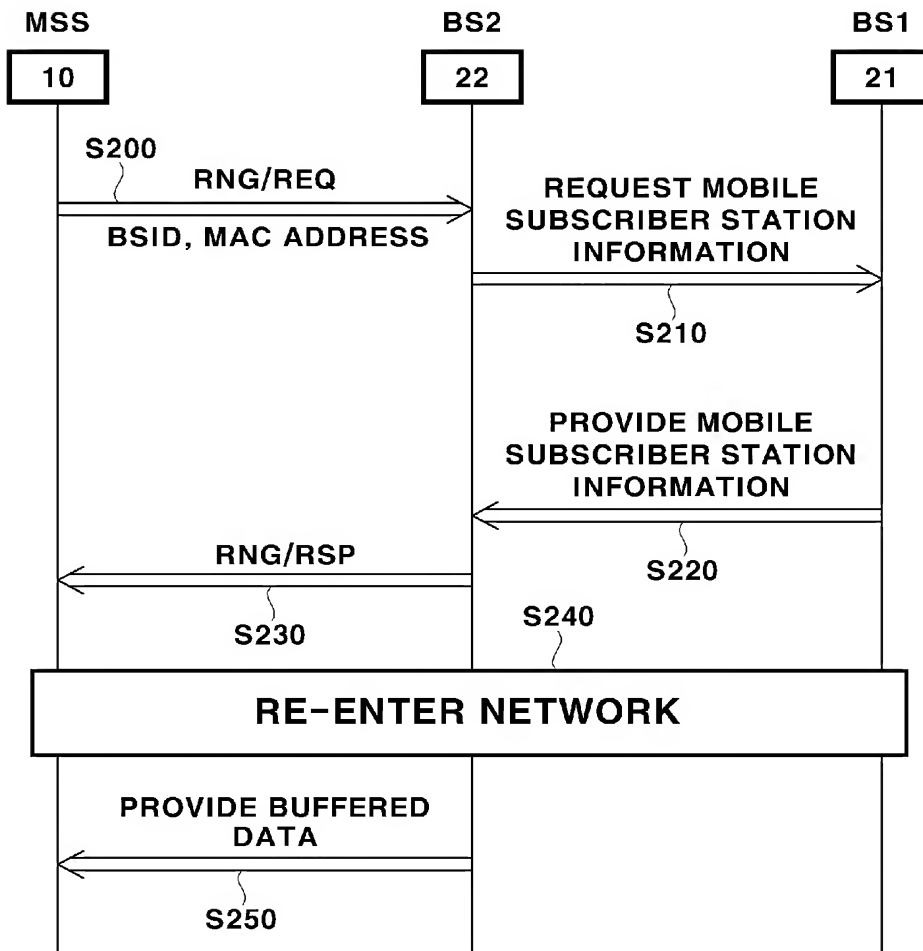 MSS
BS2
BS1
10
22
21
S200
RNG/REQ
BSID, MAC ADDRESS
REQUEST MOBILE
SUBSCRIBER STATION
INFORMATION
S210
PROVIDE MOBILE
SUBSCRIBER STATION
INFORMATION
S220
RNG/RSP
S230
S240
RE-ENTER NETWORK
PROVIDE BUFFERED
DATA
S250